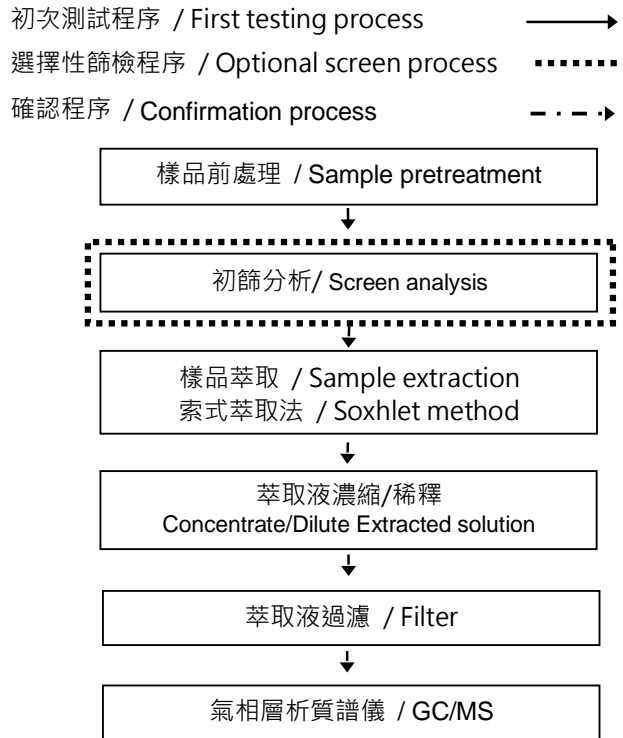 初次測試程序 / First testing process
選擇性篩檢程序 / Optional screen process
確認程序 / Confirmation process
樣品前處理 / Sample pretreatment
初篩分析/ Screen analysis
樣品萃取 / Sample extraction
索式萃取法 / Soxhlet method
萃取液濃縮/稀釋
Concentrate/Dilute Extracted solution
萃取液過濾 / Filter
氣相層析質譜儀 / GC/MS